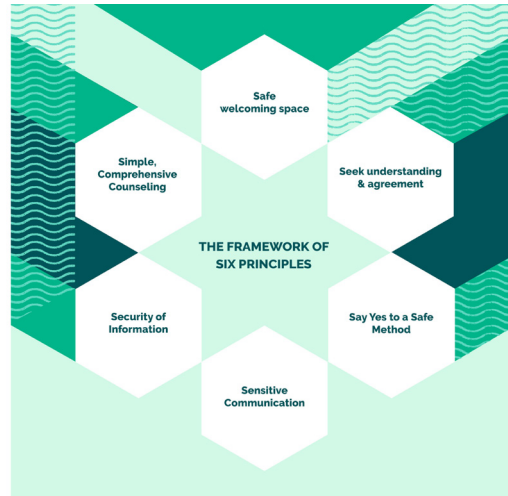 Safe
welcoming space
Simple,
Comprehensive
Counseling
Seek understanding
& agreement
THE FRAMEWORK OF
SIX PRINCIPLES
Security of
Information
Say Yes to a Safe
Method
Sensitive
Communication